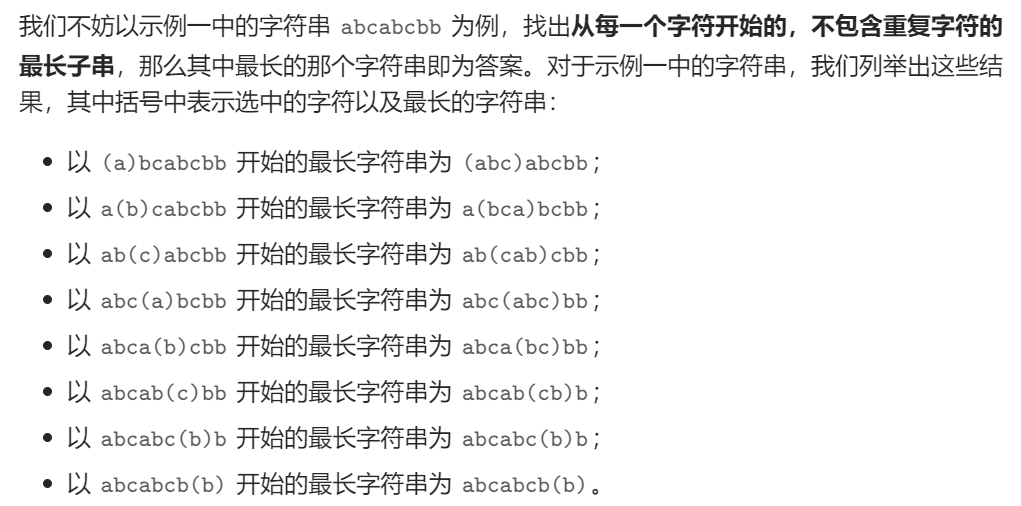 我们不妨以示例一中的字符串 abcabcbb 为例，找出从每一个字符开始的，不包含重复字符的
最长子串，那么其中最长的那个字符串即为答案。对于示例一中的字符串，我们列举出这些结
果，其中括号中表示选中的字符以及最长的字符串：
• 以 (a)bcabcbb 开始的最长字符串为 (abc)abcbb；
• 以 a(b)cabcbb 开始的最长字符串为 a(bca)bcbb；
• 以 ab(c)abcbb 开始的最长字符串为 ab(cab)cbb；
• 以 abc(a)bcbb 开始的最长字符串为 abc(abc)bb；
• 以 abca(b)cbb 开始的最长字符串为 abca(bc)bb；
• 以 abcab(c)bb 开始的最长字符串为 abcab(cb)b；
• 以 abcabc(b)b 开始的最长字符串为 abcabc(b)b；
• 以 abcabcb(b) 开始的最长字符串为 abcabcb(b)。